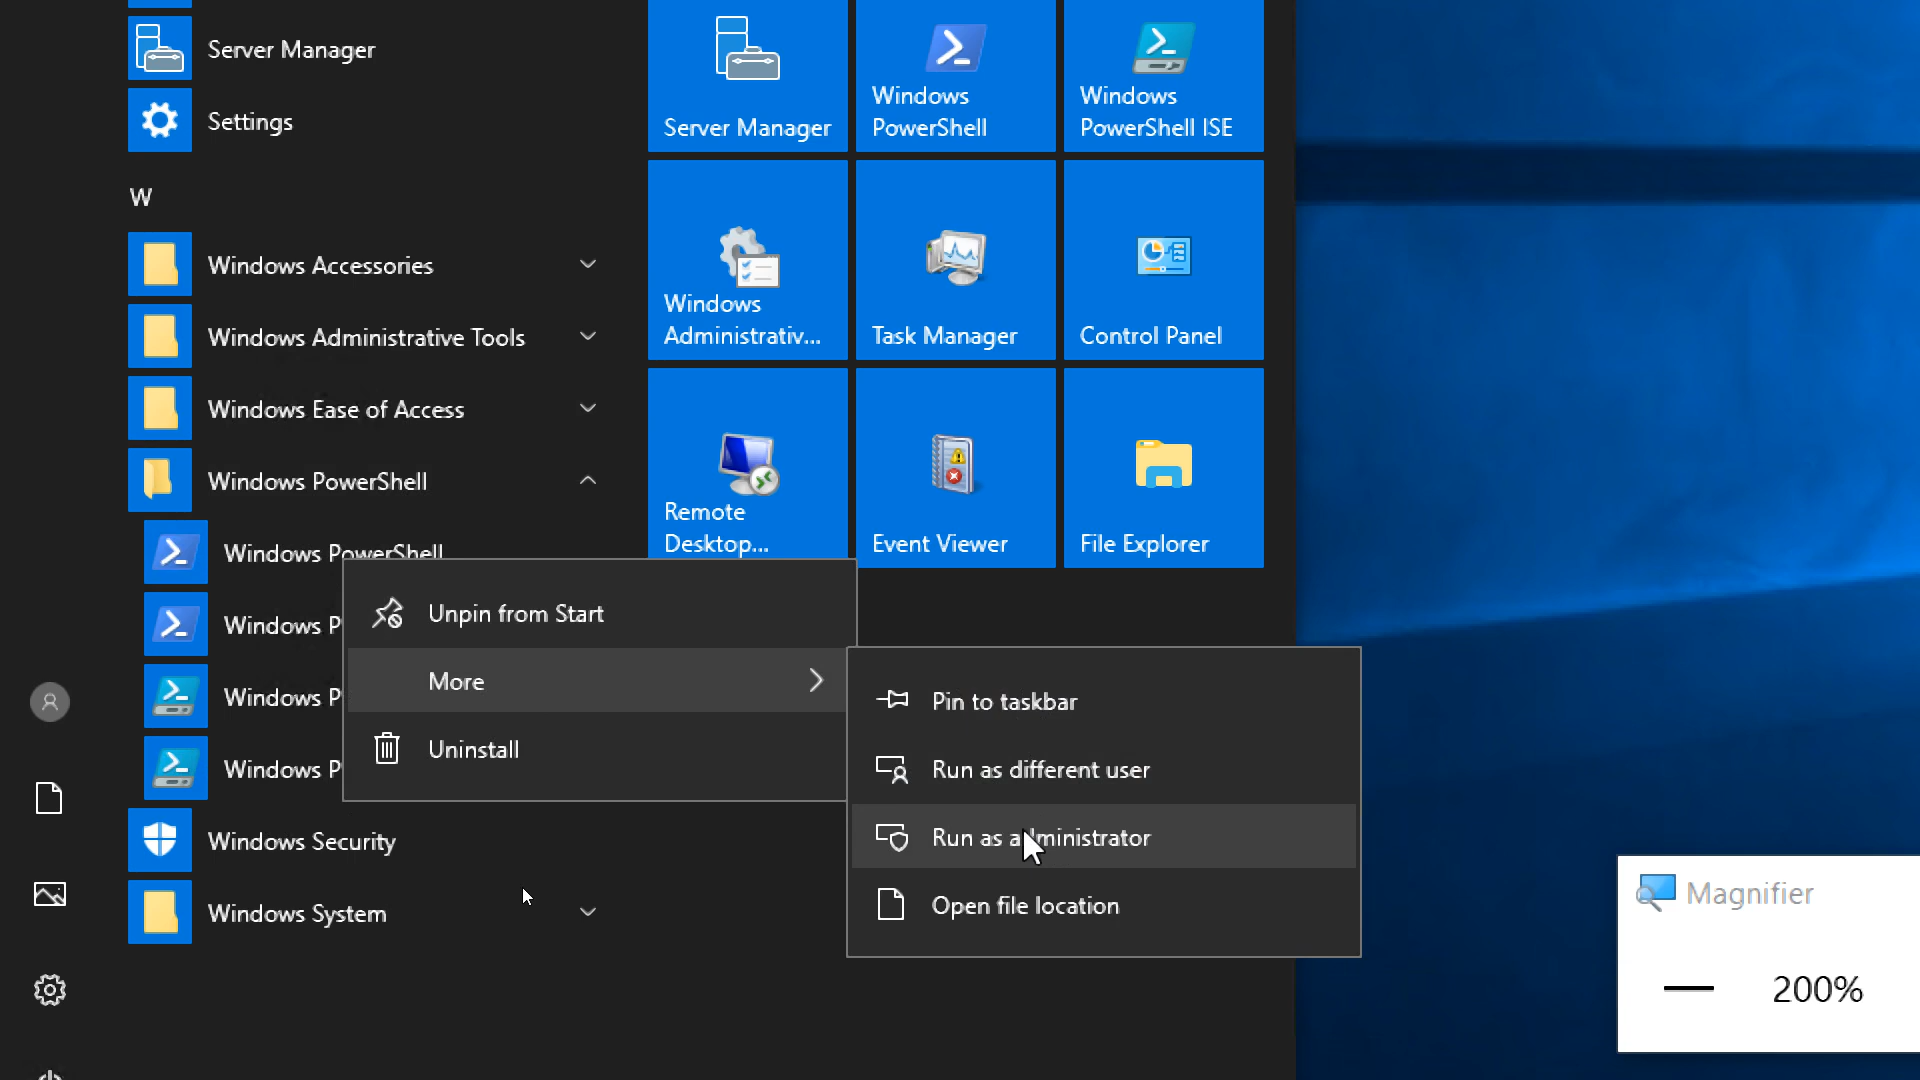 Server Manager
Settings
W
Windows Accessories
Windows Administrative Tools
Windows Ease of Access
Windows PowerShell
Windows PowerShell
Windows P
Windows P
Windows P
Windows Security
Windows System
Server Manager
Windows
PowerShell
Windows
PowerShell ISE
Windows
Administrativ...
Task Manager
Control Panel
Remote
Desktop...
Event Viewer
File Explorer
Unpin from Start
More
Uninstall
Pin to taskbar
Run as different user
Run as administrator
Open file location
Magnifier
200%